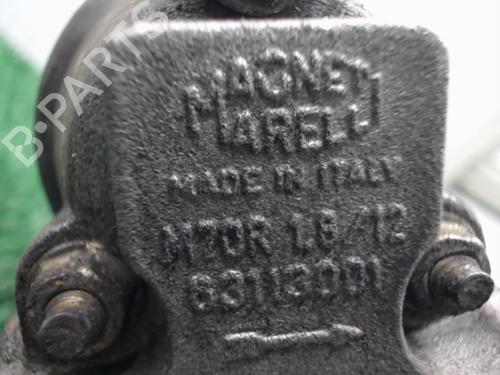 B-PARTS
MAGNETI
MARELLI
MADE IN ITALY
M70R 1,8/12
63113001